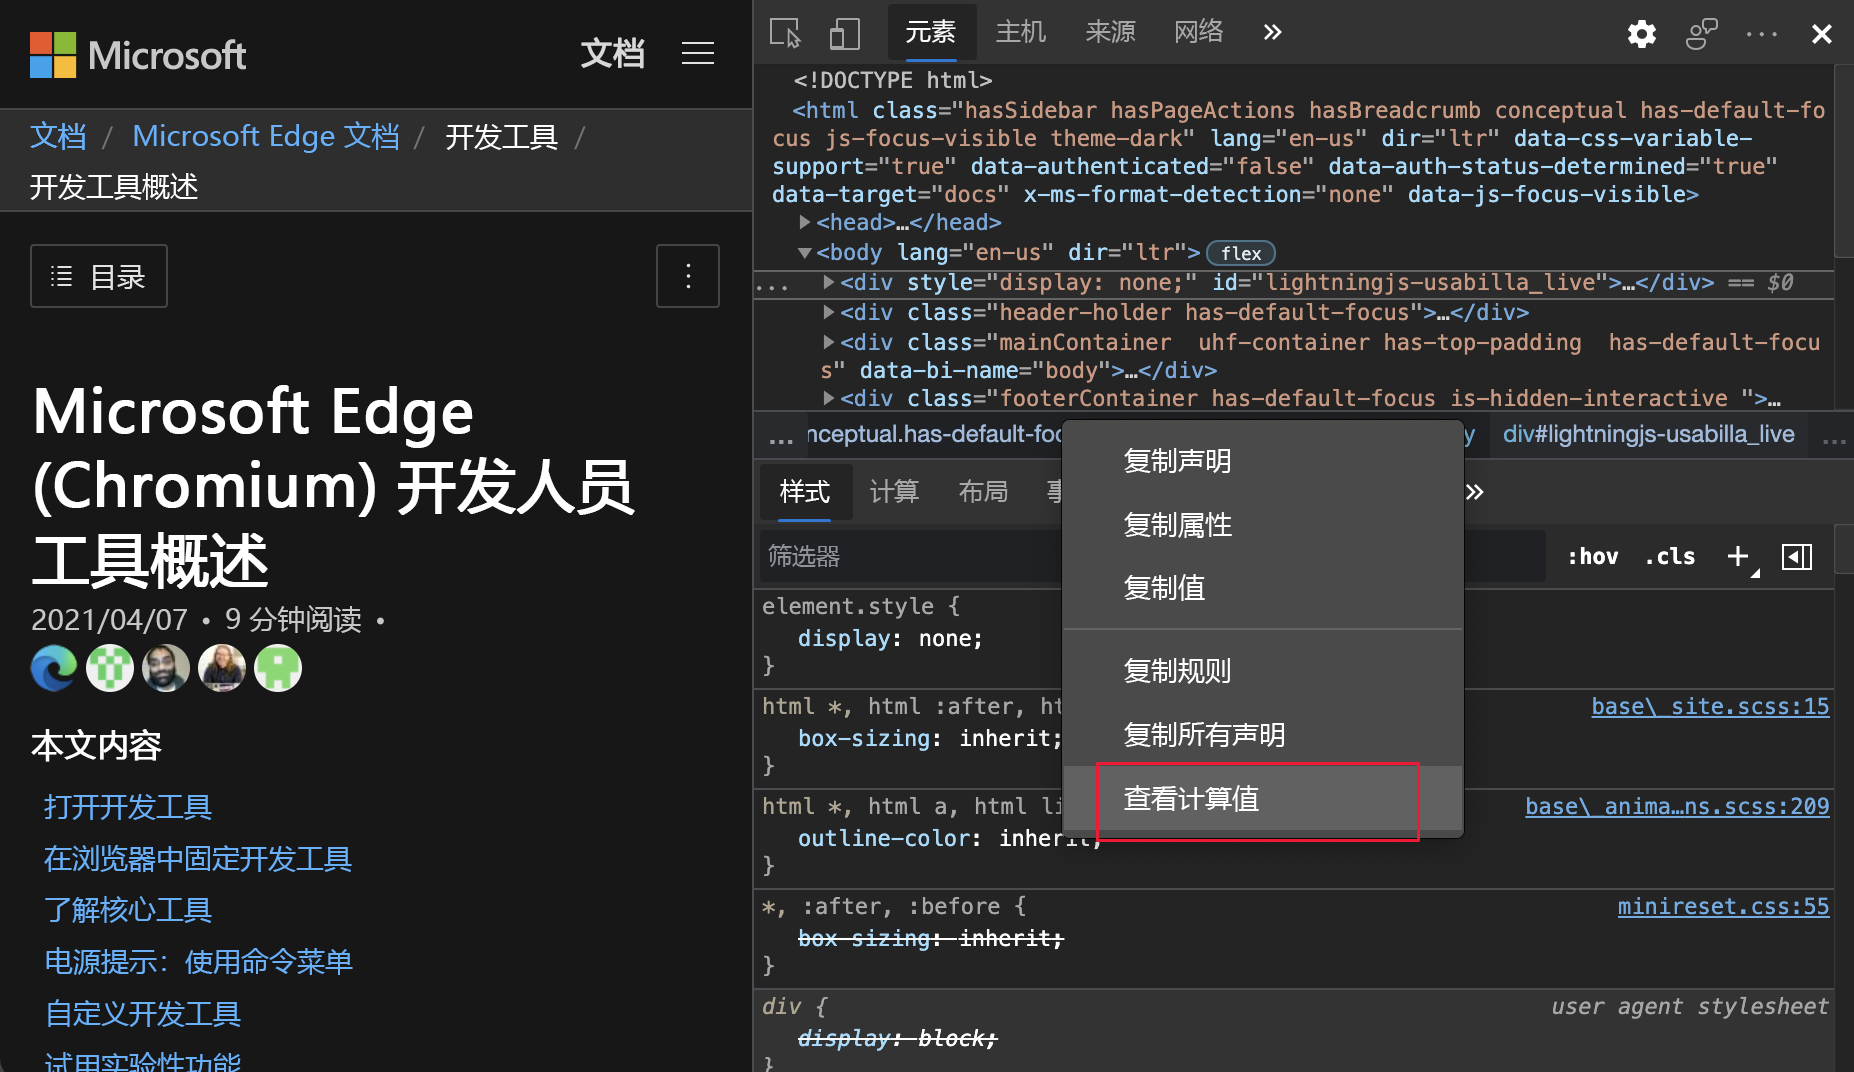 Microsoft
文档
文档 / Microsoft Edge 文档 / 开发工具 /
开发工具概述
目录
Microsoft Edge
(Chromium) 开发人员
工具概述
2021/04/07 • 9 分钟阅读 •
本文内容
打开开发工具
在浏览器中固定开发工具
了解核心工具
电源提示：使用命令菜单
自定义开发工具
试用实验性功能
元素 主机 来源 网络 »
<!DOCTYPE html>
<html class="hasSidebar hasPageActions hasBreadcrumb conceptual has-default-fo
cus js-focus-visible theme-dark" lang="en-us" dir="ltr" data-css-variable-
support="true" data-authenticated="false" data-auth-status-determined="true"
data-target="docs" x-ms-format-detection="none" data-js-focus-visible>
<head>…</head>
<body lang="en-us" dir="ltr"> flex
... <div style="display: none;" id="lightningjs-usabilla_live">…</div> == $0
<div class="header-holder has-default-focus">…</div>
<div class="mainContainer  uhf-container has-top-padding  has-default-focu
s" data-bi-name="body">…</div>
<div class="footerContainer has-default-focus is-hidden-interactive ">…
... nceptual.has-default-foc y div#lightningjs-usabilla_live ...
样式 计算 布局 »
筛选器 :hov .cls +
element.style {
display: none;
}
html *, html :after, ht base\_site.scss:15
box-sizing: inherit;
}
html *, html a, html li base\_anima…ns.scss:209
outline-color: inherit;
}
*, :after, :before { minireset.css:55
box-sizing: inherit;
}
div { user agent stylesheet
display: block;
}
复制声明
复制属性
复制值
复制规则
复制所有声明
查看计算值